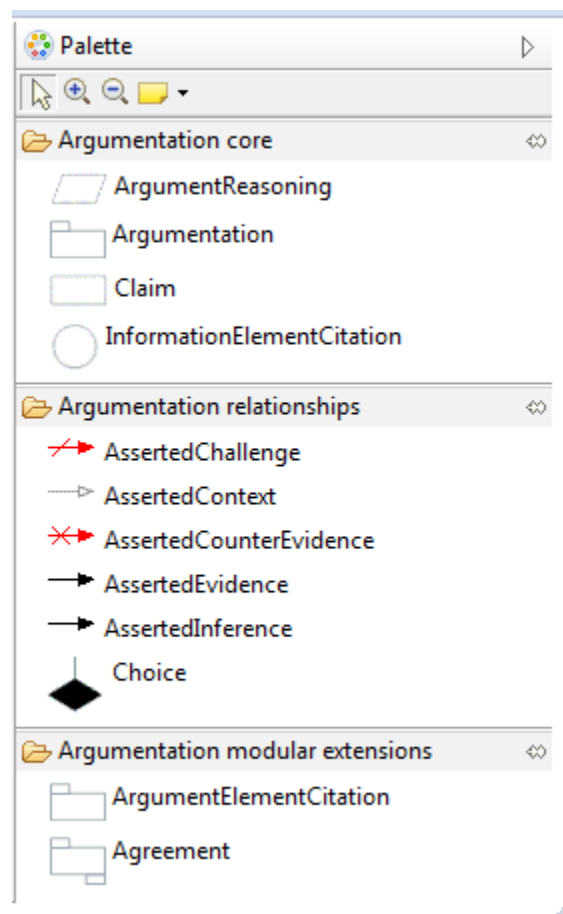 Palette
Argumentation core
ArgumentReasoning
Argumentation
Claim
InformationElementCitation
Argumentation relationships
AssertedChallenge
AssertedContext
AssertedCounterEvidence
AssertedEvidence
AssertedInference
Choice
Argumentation modular extensions
ArgumentElementCitation
Agreement